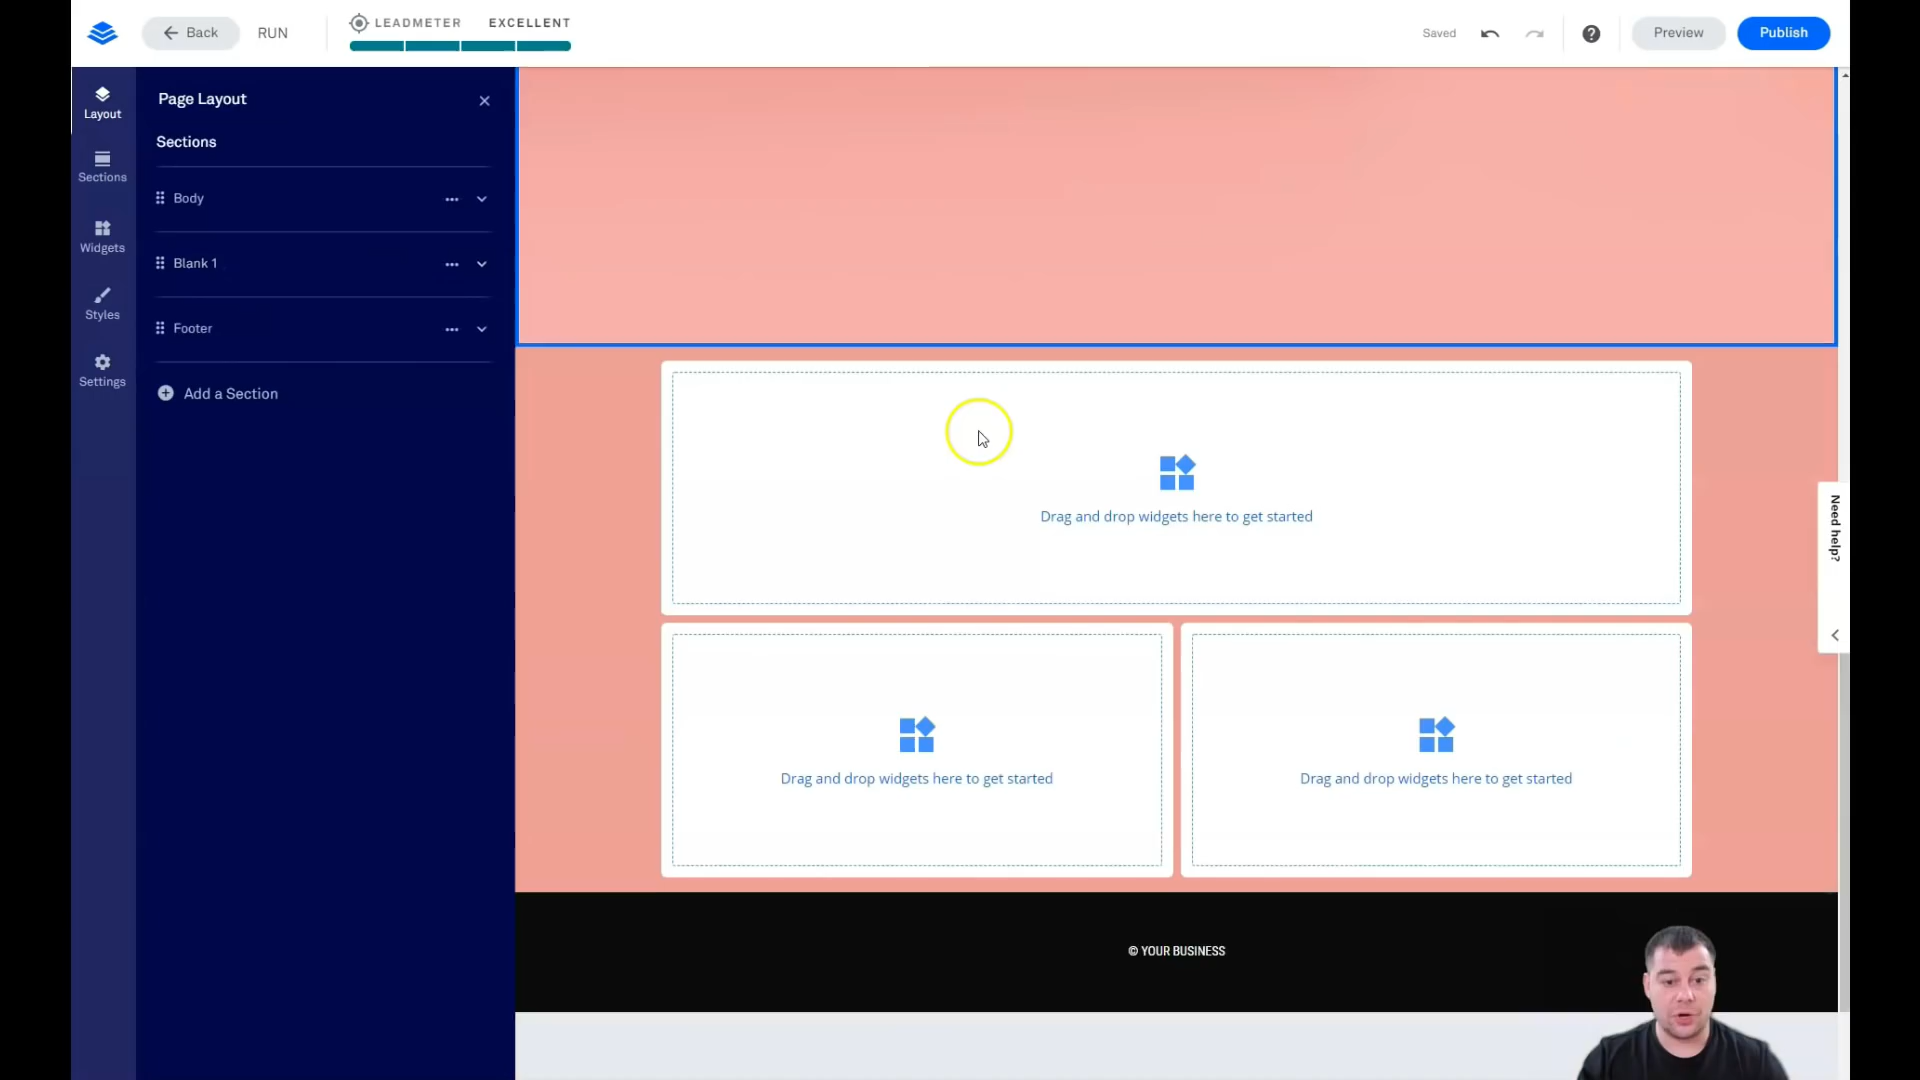 Back
RUN
LEADMETER EXCELLENT
Saved
Preview
Publish
Layout
Sections
Widgets
Styles
Settings
Page Layout
Sections
Body
Blank 1
Footer
Add a Section
Drag and drop widgets here to get started
Drag and drop widgets here to get started
Drag and drop widgets here to get started
© YOUR BUSINESS
Need help?